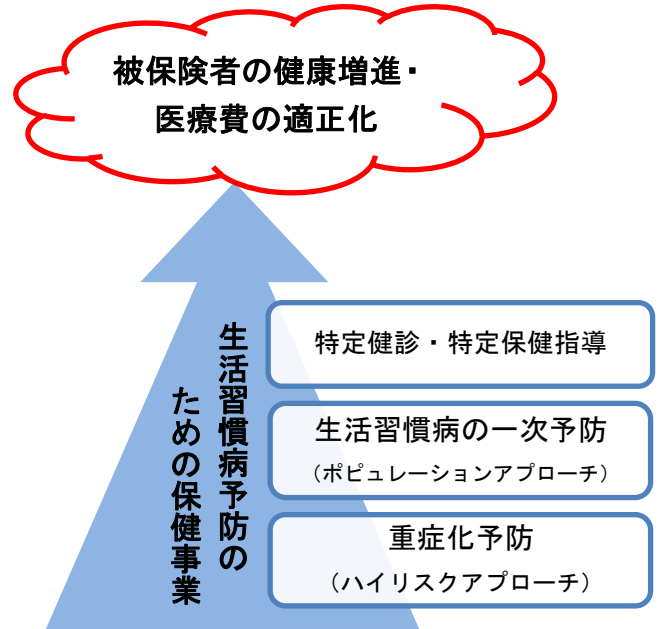 被保険者の健康増進・
医療費の適正化
生活習慣病予防の
ための保健事業
特定健診・特定保健指導
生活習慣病の一次予防
（ポピュレーションアプローチ）
重症化予防
（ハイリスクアプローチ）